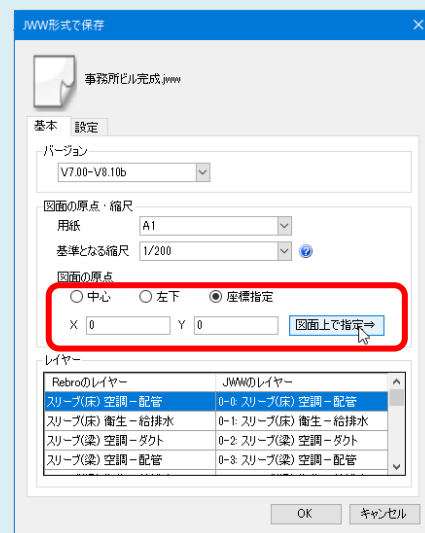 JWW形式で保存
事務所ビル完成.jww
基本 設定
バージョン
V7.00-V8.10b
図面の原点・縮尺
用紙 A1
基準となる縮尺 1/200
図面の原点
中心 左下 座標指定
X 0 Y 0 図面上で指定⇒
レイヤー
Rebroのレイヤー JWWのレイヤー
スリーブ(床) 空調－配管 0-0: スリーブ(床) 空調－配管
スリーブ(床) 衛生－給排水 0-1: スリーブ(床) 衛生－給排水
スリーブ(梁) 空調－ダクト 0-2: スリーブ(梁) 空調－ダクト
スリーブ(梁) 空調－配管 0-3: スリーブ(梁) 空調－配管
OK キャンセル